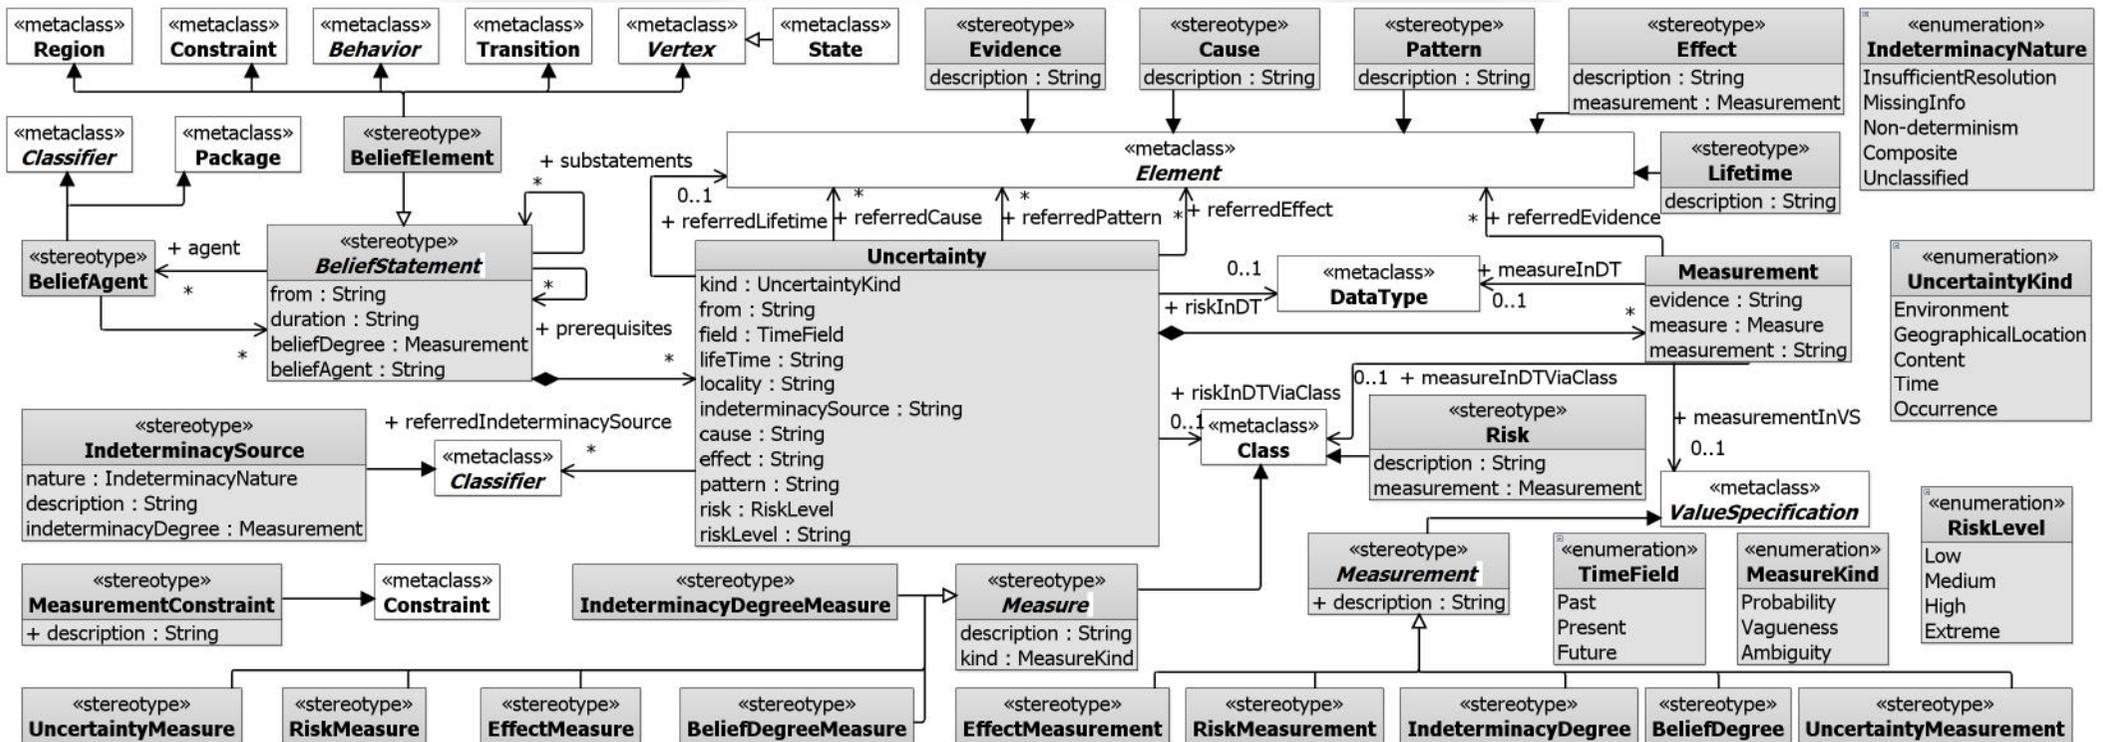 «metaclass»
Region
«metaclass»
Constraint
«metaclass»
Behavior
«metaclass»
Transition
«metaclass»
Vertex
«metaclass»
State
«stereotype»
Evidence
description : String
«stereotype»
Cause
description : String
«stereotype»
Pattern
description : String
«stereotype»
Effect
description : String
measurement : Measurement
«enumeration»
IndeterminacyNature
InsufficientResolution
MissingInfo
Non-determinism
Composite
Unclassified
«metaclass»
Classifier
«metaclass»
Package
«stereotype»
BeliefElement
+ substatements
*
«metaclass»
Element
«stereotype»
Lifetime
description : String
0..1
+ referredLifetime
*
+ referredCause
*
+ referredPattern
*
+ referredEffect
*
+ referredEvidence
«stereotype»
BeliefAgent
+ agent
*
*
«stereotype»
BeliefStatement
from : String
duration : String
beliefDegree : Measurement
beliefAgent : String
*
+ prerequisites
*
Uncertainty
kind : UncertaintyKind
from : String
field : TimeField
lifeTime : String
locality : String
indeterminacySource : String
cause : String
effect : String
pattern : String
risk : RiskLevel
riskLevel : String
0..1
+ riskInDT
«metaclass»
DataType
+ measureInDT
0..1
*
Measurement
evidence : String
measure : Measure
measurement : String
«enumeration»
UncertaintyKind
Environment
GeographicalLocation
Content
Time
Occurrence
+ riskInDTViaClass
0..1
0..1
+ measureInDTViaClass
«metaclass»
Class
«stereotype»
Risk
description : String
measurement : Measurement
+ measurementInVS
0..1
«metaclass»
ValueSpecification
«stereotype»
IndeterminacySource
nature : IndeterminacyNature
description : String
indeterminacyDegree : Measurement
+ referredIndeterminacySource
*
«metaclass»
Classifier
«enumeration»
RiskLevel
Low
Medium
High
Extreme
«stereotype»
MeasurementConstraint
+ description : String
«metaclass»
Constraint
«stereotype»
IndeterminacyDegreeMeasure
«stereotype»
Measure
description : String
kind : MeasureKind
«stereotype»
Measurement
+ description : String
«enumeration»
TimeField
Past
Present
Future
«enumeration»
MeasureKind
Probability
Vagueness
Ambiguity
«stereotype»
UncertaintyMeasure
«stereotype»
RiskMeasure
«stereotype»
EffectMeasure
«stereotype»
BeliefDegreeMeasure
«stereotype»
EffectMeasurement
«stereotype»
RiskMeasurement
«stereotype»
IndeterminacyDegree
«stereotype»
BeliefDegree
«stereotype»
UncertaintyMeasurement